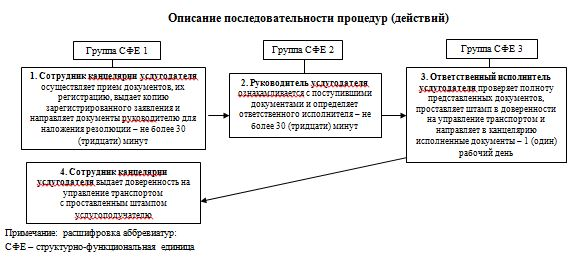 Описание последовательности процедур (действий)
Группа СФЕ 1
Группа СФЕ 2
Группа СФЕ 3
1. Сотрудник канцелярии услугодателя
осуществляет прием документов, их
регистрацию, выдает копию
зарегистрированного заявления и
направляет документы руководителю для
наложения резолюции – не более 30
(тридцати) минут
2. Руководитель услугодателя
ознакамливается с поступившими
документами и определяет
ответственного исполнителя – не
более 30 (тридцати) минут
3. Ответственный исполнитель
услугодателя проверяет полноту
представленных документов,
проставляет штамп в доверенности
на управление транспортом и
направляет в канцелярию
исполненные документы – 1 (один)
рабочий день
4. Сотрудник канцелярии
услугодателя выдает доверенность на
управление транспортом
с проставленным штампом
услугополучателю
Примечание: расшифровка аббревиатур:
СФЕ – структурно-функциональная единица